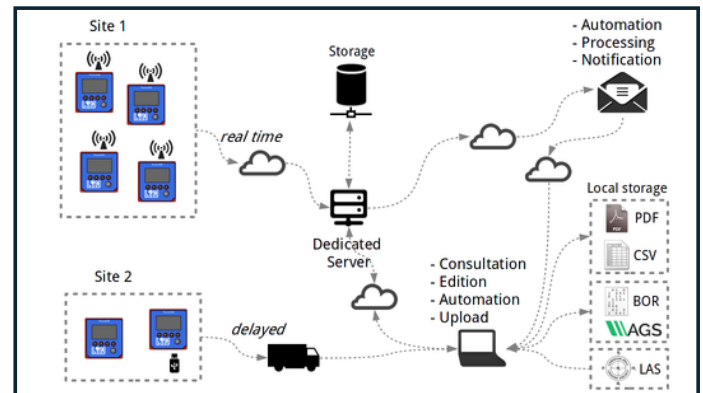 Site 1
- Automation
- Processing
- Notification
Storage
real time
Dedicated
Server
Local storage
PDF
PDF
CSV
Site 2
- Consultation
- Edition
- Automation
- Upload
BOR
AGS
delayed
LAS